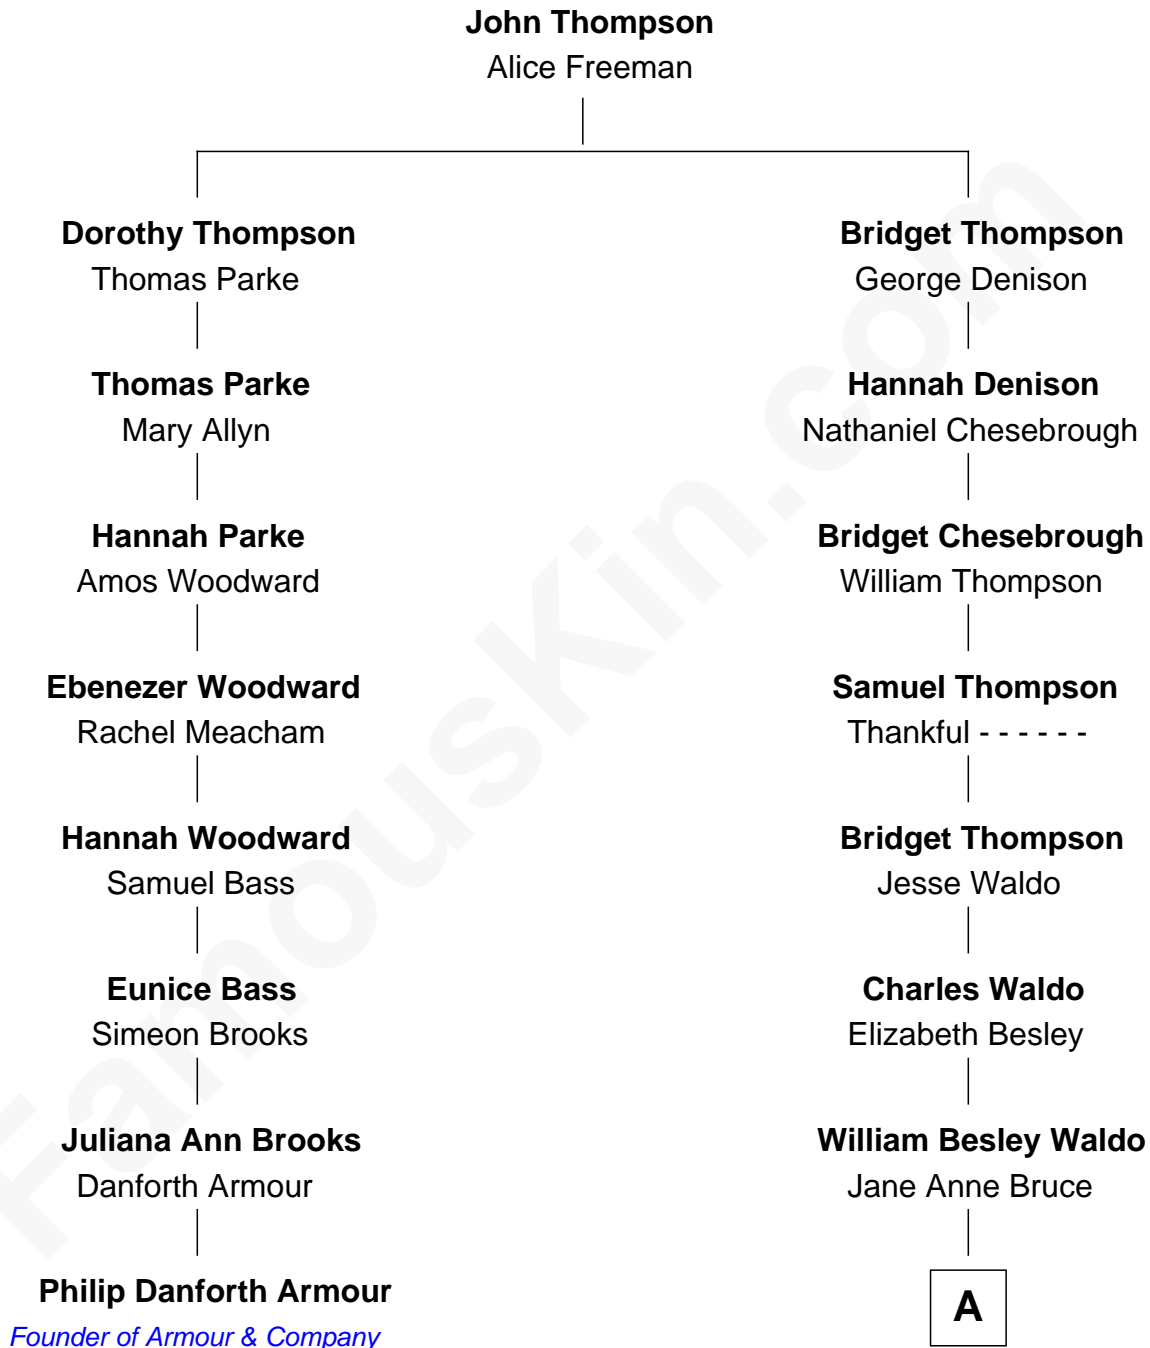 John Thompson
Alice Freeman
Dorothy Thompson
Thomas Parke
Thomas Parke
Mary Allyn
Hannah Parke
Amos Woodward
Ebenezer Woodward
Rachel Meacham
Hannah Woodward
Samuel Bass
Eunice Bass
Simeon Brooks
Juliana Ann Brooks
Danforth Armour
Philip Danforth Armour
Founder of Armour & Company
Bridget Thompson
George Denison
Hannah Denison
Nathaniel Chesebrough
Bridget Chesebrough
William Thompson
Samuel Thompson
Thankful - - - - - -
Bridget Thompson
Jesse Waldo
Charles Waldo
Elizabeth Besley
William Besley Waldo
Jane Anne Bruce
A
FamousKin.com